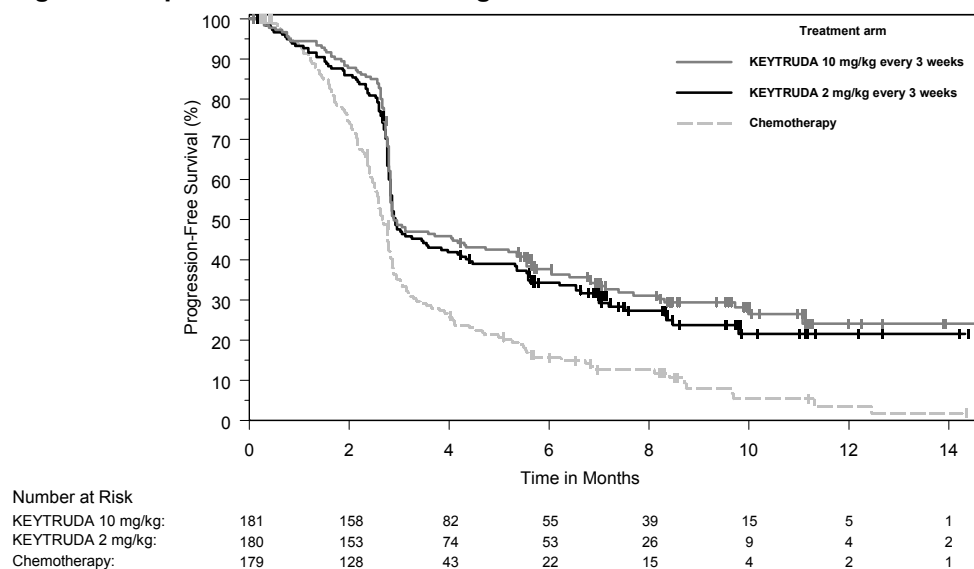 100
90
80
70
60
50
40
30
20
10
0
Progression-Free Survival (%)
Treatment arm
KEYTRUDA 10 mg/kg every 3 weeks
KEYTRUDA 2 mg/kg every 3 weeks
Chemotherapy
0 2 4 6 8 10 12 14
Time in Months
Number at Risk
KEYTRUDA 10 mg/kg: 181 158 82 55 39 15 5 1
KEYTRUDA 2 mg/kg: 180 153 74 53 26 9 4 2
Chemotherapy: 179 128 43 22 15 4 2 1